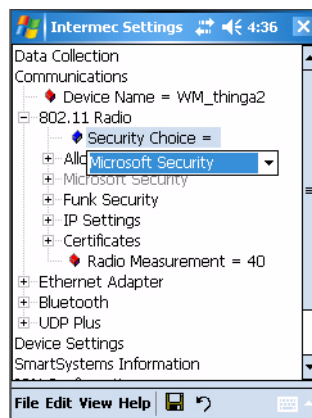 Intermec Settings 4:36
Data Collection
Communications
Device Name = WM_thinga2
802.11 Radio
Security Choice =
Microsoft Security
Microsoft Security
Funk Security
IP Settings
Certificates
Radio Measurement = 40
Ethernet Adapter
Bluetooth
UDP Plus
Device Settings
SmartSystems Information
File Edit View Help